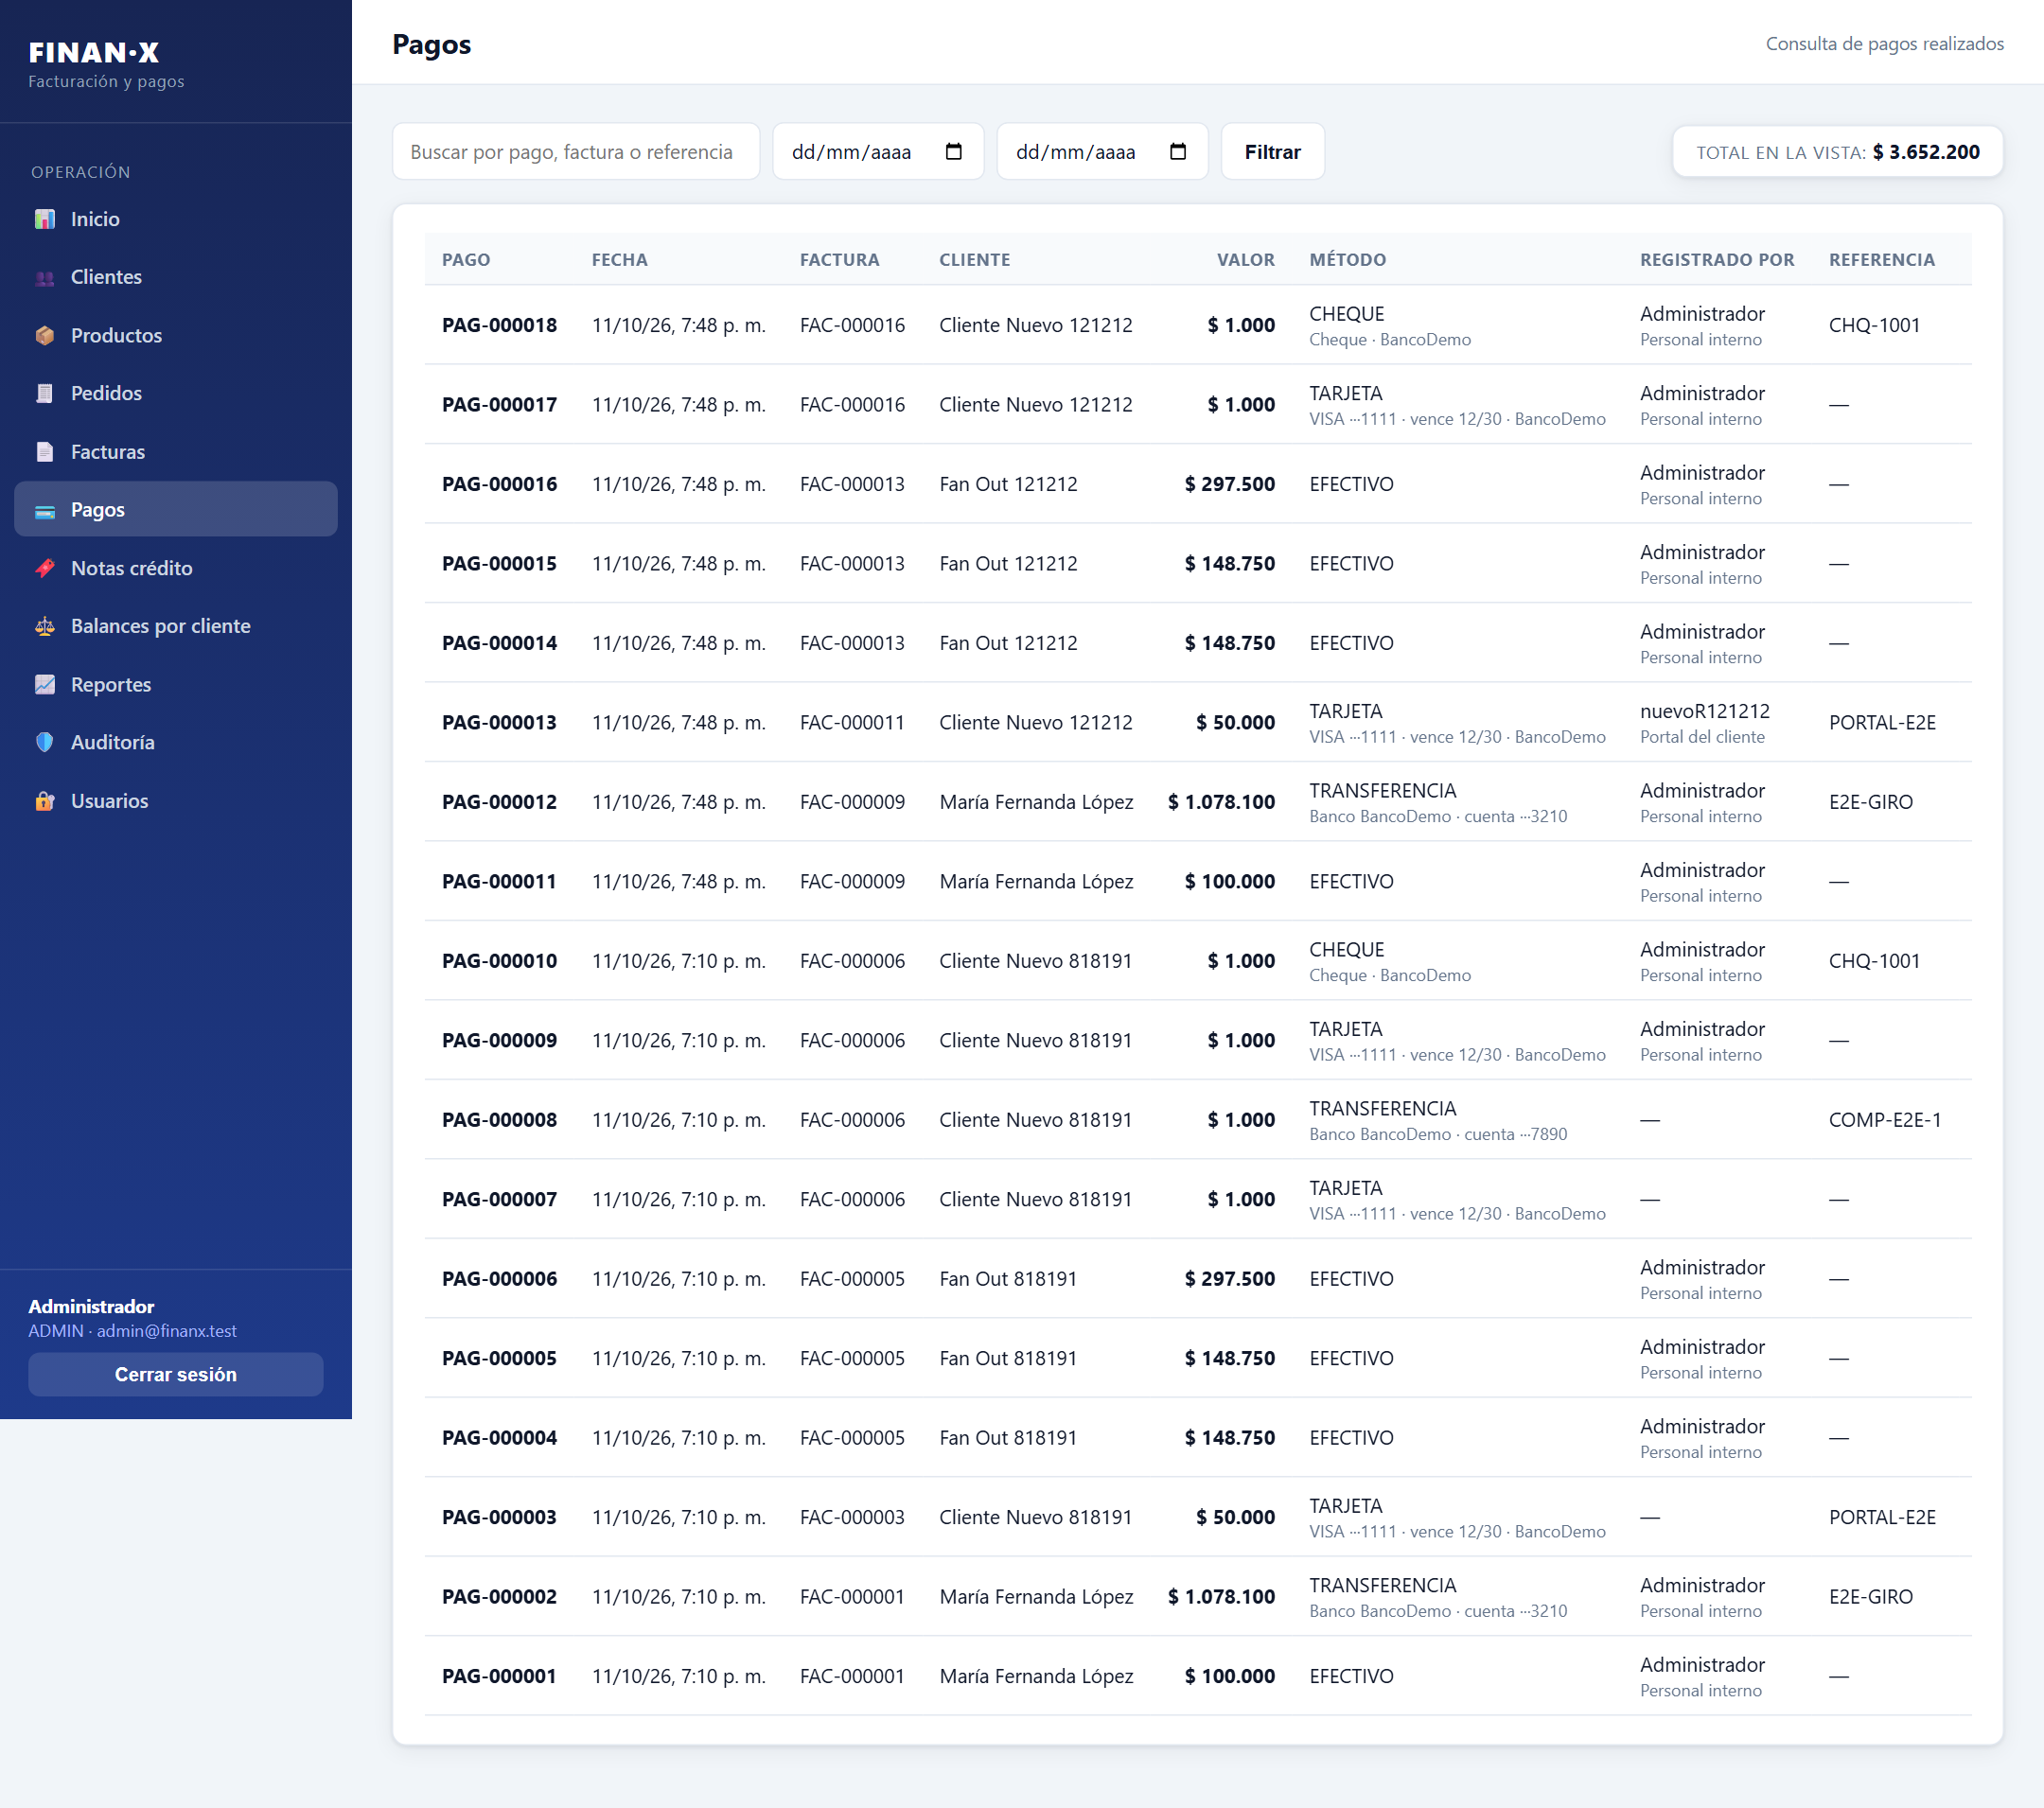 FINAN·X
Facturación y pagos
OPERACIÓN
Inicio
Clientes
Productos
Pedidos
Facturas
Pagos
Notas crédito
Balances por cliente
Reportes
Auditoría
Usuarios
Administrador
ADMIN · admin@finanx.test
Cerrar sesión
Pagos
Consulta de pagos realizados
Buscar por pago, factura o referencia dd/mm/aaaa dd/mm/aaaa Filtrar TOTAL EN LA VISTA: $ 3.652.200
PAGO FECHA FACTURA CLIENTE VALOR MÉTODO REGISTRADO POR REFERENCIA
PAG-000018 11/10/26, 7:48 p. m. FAC-000016 Cliente Nuevo 121212 $ 1.000 CHEQUE Administrador CHQ-1001
Cheque · BancoDemo Personal interno
PAG-000017 11/10/26, 7:48 p. m. FAC-000016 Cliente Nuevo 121212 $ 1.000 TARJETA Administrador —
VISA ···1111 · vence 12/30 · BancoDemo Personal interno
PAG-000016 11/10/26, 7:48 p. m. FAC-000013 Fan Out 121212 $ 297.500 EFECTIVO Administrador —
Personal interno
PAG-000015 11/10/26, 7:48 p. m. FAC-000013 Fan Out 121212 $ 148.750 EFECTIVO Administrador —
Personal interno
PAG-000014 11/10/26, 7:48 p. m. FAC-000013 Fan Out 121212 $ 148.750 EFECTIVO Administrador —
Personal interno
PAG-000013 11/10/26, 7:48 p. m. FAC-000011 Cliente Nuevo 121212 $ 50.000 TARJETA nuevoR121212 PORTAL-E2E
VISA ···1111 · vence 12/30 · BancoDemo Portal del cliente
PAG-000012 11/10/26, 7:48 p. m. FAC-000009 María Fernanda López $ 1.078.100 TRANSFERENCIA Administrador E2E-GIRO
Banco BancoDemo · cuenta ···3210 Personal interno
PAG-000011 11/10/26, 7:48 p. m. FAC-000009 María Fernanda López $ 100.000 EFECTIVO Administrador —
Personal interno
PAG-000010 11/10/26, 7:10 p. m. FAC-000006 Cliente Nuevo 818191 $ 1.000 CHEQUE Administrador CHQ-1001
Cheque · BancoDemo Personal interno
PAG-000009 11/10/26, 7:10 p. m. FAC-000006 Cliente Nuevo 818191 $ 1.000 TARJETA Administrador —
VISA ···1111 · vence 12/30 · BancoDemo Personal interno
PAG-000008 11/10/26, 7:10 p. m. FAC-000006 Cliente Nuevo 818191 $ 1.000 TRANSFERENCIA — COMP-E2E-1
Banco BancoDemo · cuenta ···7890
PAG-000007 11/10/26, 7:10 p. m. FAC-000006 Cliente Nuevo 818191 $ 1.000 TARJETA — —
VISA ···1111 · vence 12/30 · BancoDemo
PAG-000006 11/10/26, 7:10 p. m. FAC-000005 Fan Out 818191 $ 297.500 EFECTIVO Administrador —
Personal interno
PAG-000005 11/10/26, 7:10 p. m. FAC-000005 Fan Out 818191 $ 148.750 EFECTIVO Administrador —
Personal interno
PAG-000004 11/10/26, 7:10 p. m. FAC-000005 Fan Out 818191 $ 148.750 EFECTIVO Administrador —
Personal interno
PAG-000003 11/10/26, 7:10 p. m. FAC-000003 Cliente Nuevo 818191 $ 50.000 TARJETA — PORTAL-E2E
VISA ···1111 · vence 12/30 · BancoDemo
PAG-000002 11/10/26, 7:10 p. m. FAC-000001 María Fernanda López $ 1.078.100 TRANSFERENCIA Administrador E2E-GIRO
Banco BancoDemo · cuenta ···3210 Personal interno
PAG-000001 11/10/26, 7:10 p. m. FAC-000001 María Fernanda López $ 100.000 EFECTIVO Administrador —
Personal interno